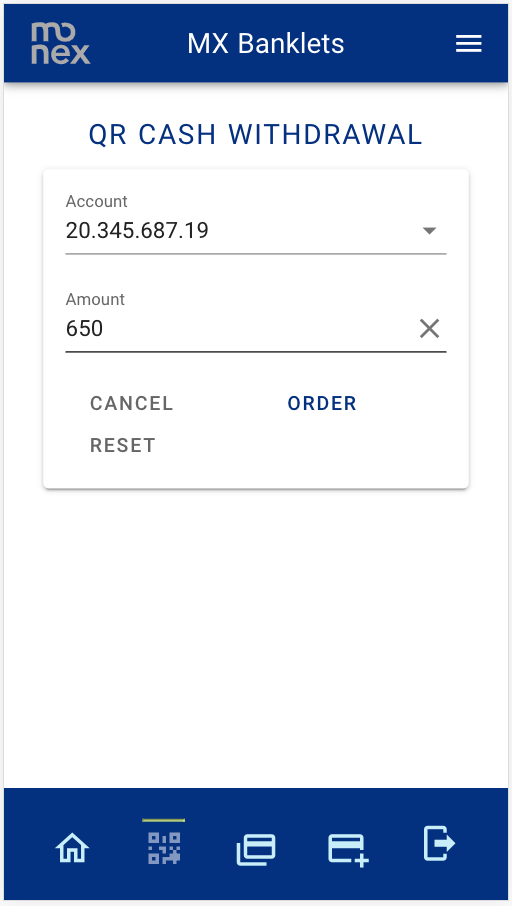 mo
nex
MX Banklets
QR CASH WITHDRAWAL
Account
20.345.687.19
Amount
650
CANCEL
ORDER
RESET